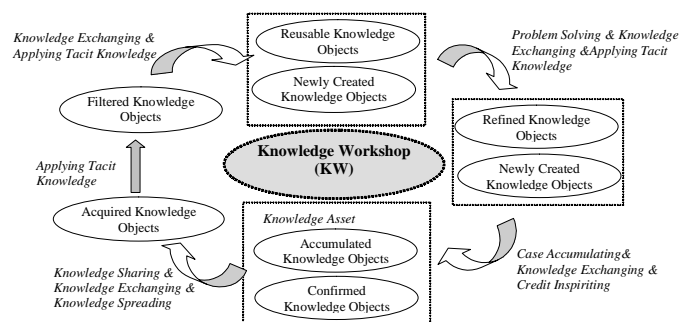 Knowledge Exchanging &
Applying Tacit Knowledge
Reusable Knowledge
Objects
Newly Created
Knowledge Objects
Problem Solving & Knowledge
Exchanging &Applying Tacit
Knowledge
Filtered Knowledge
Objects
Refined Knowledge
Objects
Newly Created
Knowledge Objects
Knowledge Workshop
(KW)
Applying Tacit
Knowledge
Acquired Knowledge
Objects
Knowledge Asset
Accumulated
Knowledge Objects
Confirmed
Knowledge Objects
Knowledge Sharing &
Knowledge Exchanging &
Knowledge Spreading
Case Accumulating&
Knowledge Exchanging &
Credit Inspiriting